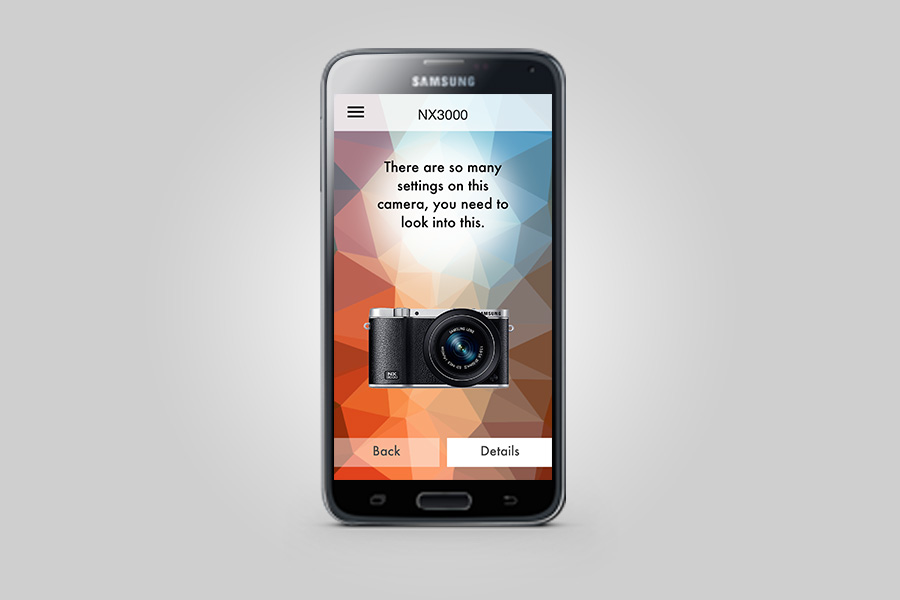 SAMSUNG
NX3000
There are so many
settings on this
camera, you need to
look into this.
SAMSUNG
SAMSUNG LENS
NX
Back
Details